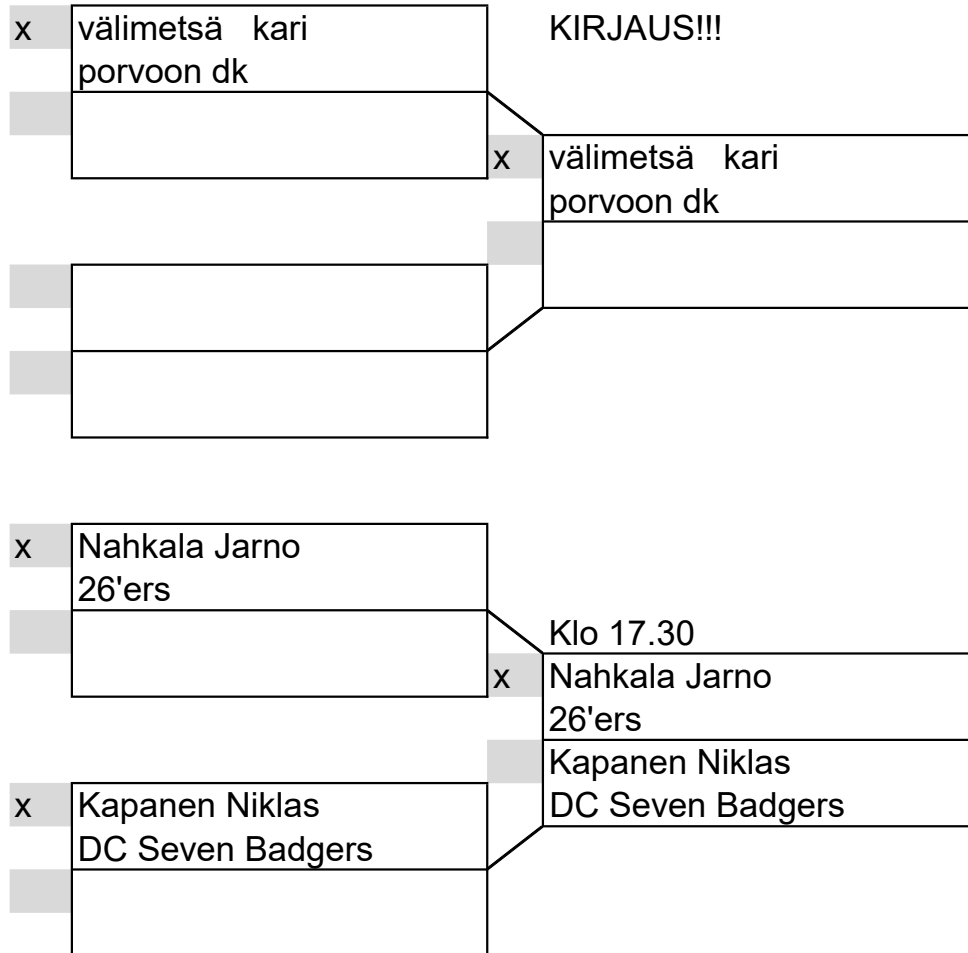 x välimetsä kari KIRJAUS!!!
porvoon dk
x välimetsä kari
porvoon dk
x Nahkala Jarno
26'ers
Klo 17.30
x Nahkala Jarno
26'ers
Kapanen Niklas
x Kapanen Niklas DC Seven Badgers
DC Seven Badgers